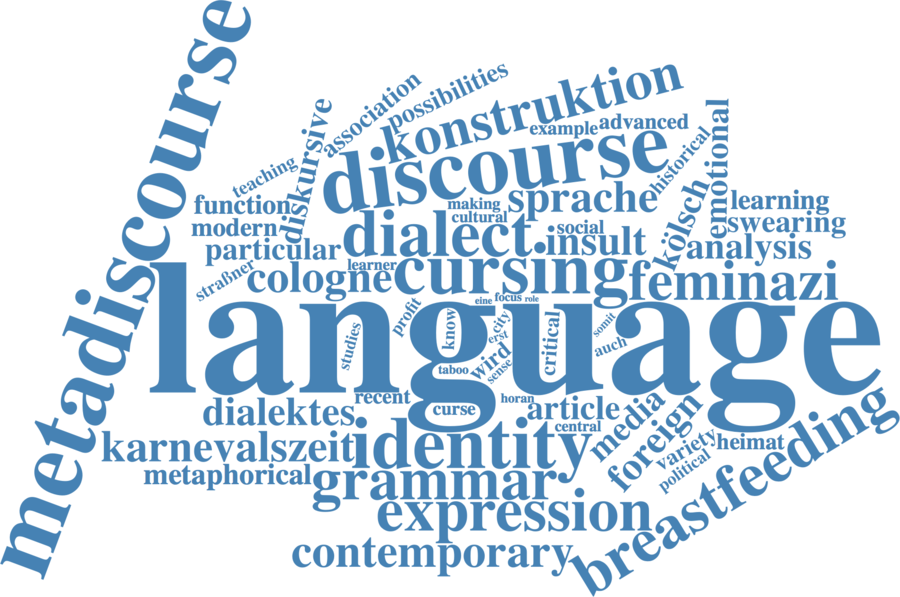 metadiscourse
association
possibilities
konstruktion
example
advanced
emotional
diskursive
teaching
discourse
historical
function
making
sprache
kölsch
learning
modern
cultural
swearing
particular
dialect
social
insult
analysis
straßner
cologne
learner
cursing
feminazi
language
eine
focus
role
profit
know
city
erst
critical
somit
studies
auch
wird
taboo
sense
recent
horan
dialektes
curse
article
media
foreign
central
breastfeeding
karnevalszeit
identity
variety
heimat
metaphorical
grammar
political
expression
contemporary